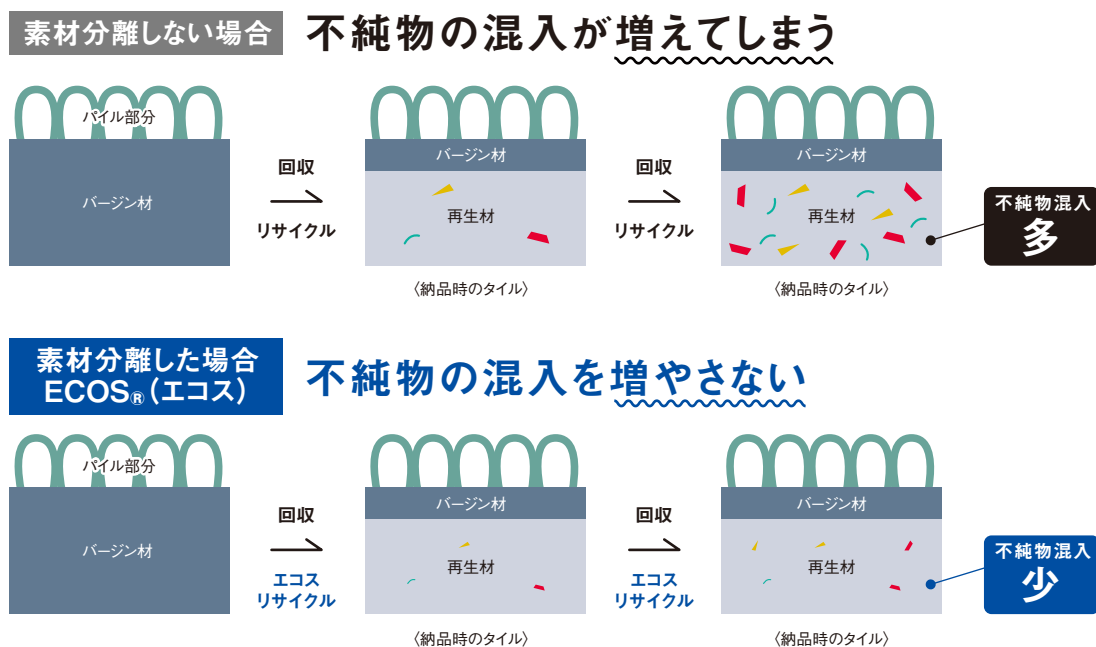 素材分離しない場合
不純物の混入が増えてしまう
パイル部分
バージン材
回収
リサイクル
バージン材
再生材
〈納品時のタイル〉
回収
リサイクル
バージン材
再生材
〈納品時のタイル〉
不純物混入
多
素材分離した場合
ECOS®(エコス)
不純物の混入を増やさない
パイル部分
バージン材
回収
エコス
リサイクル
バージン材
再生材
〈納品時のタイル〉
回収
エコス
リサイクル
バージン材
再生材
〈納品時のタイル〉
不純物混入
少